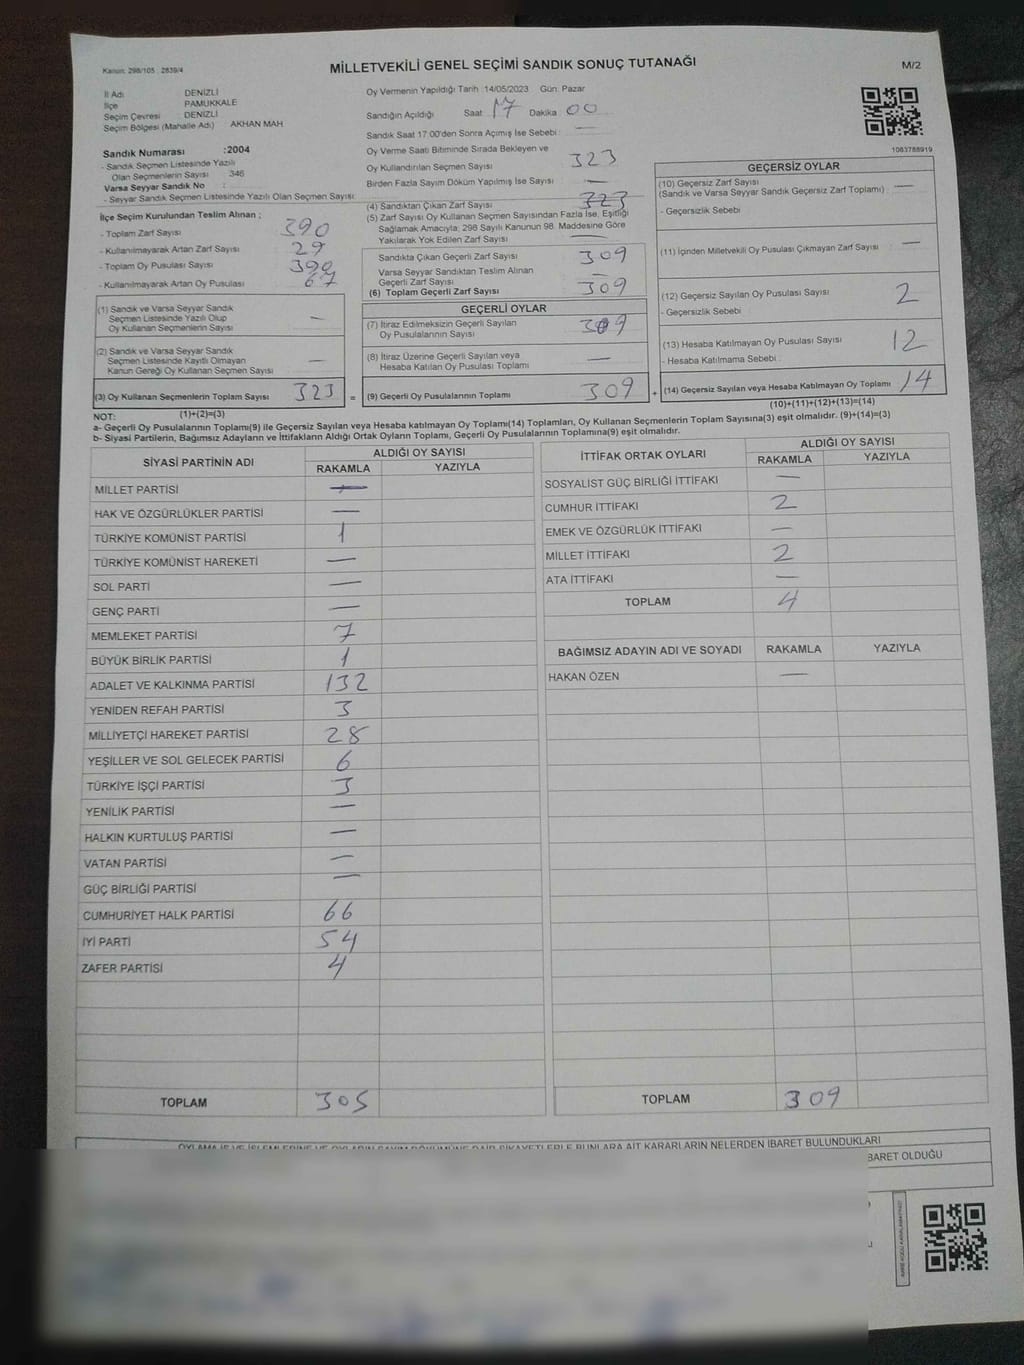 Kanun: 298/105 : 2839/4
MİLLETVEKİLİ GENEL SEÇİMİ SANDIK SONUÇ TUTANAĞI
M/2
İl Adı DENİZLİ
İlçe PAMUKKALE
Seçim Çevresi DENİZLİ
Seçim Bölgesi (Mahalle Adı) AKHAN MAH
Sandık Numarası :2004
- Sandık Seçmen Listesinde Yazılı
Olan Seçmenlerin Sayısı 346
Varsa Seyyar Sandık No :
- Seyyar Sandık Seçmen Listesinde Yazılı Olan Seçmen Sayısı:
İlçe Seçim Kurulundan Teslim Alınan ;
- Toplam Zarf Sayısı 390
- Kullanılmayarak Artan Zarf Sayısı 29
- Toplam Oy Pusulası Sayısı 390
- Kullanılmayarak Artan Oy Pusulası 67
Oy Vermenin Yapıldığı Tarih 14/05/2023 Gün: Pazar
Sandığın Açıldığı Saat 17 Dakika 00
Sandık Saat 17:00'den Sonra Açımış İse Sebebi : —
Oy Verme Saati Bitiminde Sırada Bekleyen ve
Oy Kullandırılan Seçmen Sayısı 323
Birden Fazla Sayım Döküm Yapılmış İse Sayısı : —
(4) Sandıktan Çıkan Zarf Sayısı 323
(5) Zarf Sayısı Oy Kullanan Seçmen Sayısından Fazla İse, Eşitliği
Sağlamak Amacıyla; 298 Sayılı Kanunun 98. Maddesine Göre
Yakılarak Yok Edilen Zarf Sayısı —
Sandıkta Çıkan Geçerli Zarf Sayısı 309
Varsa Seyyar Sandıktan Teslim Alınan
Geçerli Zarf Sayısı —
(6) Toplam Geçerli Zarf Sayısı 309
1063788919
GEÇERSİZ OYLAR
(10) Geçersiz Zarf Sayısı
(Sandık ve Varsa Seyyar Sandık Geçersiz Zarf Toplamı) : —
- Geçersizlik Sebebi
(11) İçinden Milletvekili Oy Pusulası Çıkmayan Zarf Sayısı —
(12) Geçersiz Sayılan Oy Pusulası Sayısı 2
- Geçersizlik Sebebi :
(13) Hesaba Katılmayan Oy Pusulası Sayısı 12
- Hesaba Katılmama Sebebi :
(14) Geçersiz Sayılan veya Hesaba Katılmayan Oy Toplamı 14
(10)+(11)+(12)+(13)=(14)
(1) Sandık ve Varsa Seyyar Sandık
Seçmen Listesinde Yazılı Olup
Oy Kullanan Seçmenlerin Sayısı —
(2) Sandık ve Varsa Seyyar Sandık
Seçmen Listesinde Kayıtlı Olmayan
Kanun Gereği Oy Kullanan Seçmen Sayısı —
(3) Oy Kullanan Seçmenlerin Toplam Sayısı 323 =
(1)+(2)=(3)
GEÇERLİ OYLAR
(7) İtiraz Edilmeksizin Geçerli Sayılan
Oy Pusulalarının Sayısı 309
(8) İtiraz Üzerine Geçerli Sayılan veya
Hesaba Katılan Oy Pusulası Toplamı —
(9) Geçerli Oy Pusulalarının Toplamı 309 +
NOT:
a- Geçerli Oy Pusulaları Toplamı(9) ile Geçersiz Sayılan veya Hesaba katılmayan Oy Toplamı(14) Toplamları, Oy Kullanan Seçmenlerin Toplam Sayısına(3) eşit olmalıdır. (9)+(14)=(3)
b- Siyasi Partilerin, Bağımsız Adayların ve İttifakların Aldığı Ortak Oyların Toplamı, Geçerli Oy Pusulalarının Toplamına(9) eşit olmalıdır.
SİYASİ PARTİNİN ADI ALDIĞI OY SAYISI
RAKAMLA YAZIYLA
MİLLET PARTİSİ —
HAK VE ÖZGÜRLÜKLER PARTİSİ —
TÜRKİYE KOMÜNİST PARTİSİ 1
TÜRKİYE KOMÜNİST HAREKETİ —
SOL PARTİ —
GENÇ PARTİ —
MEMLEKET PARTİSİ 7
BÜYÜK BİRLİK PARTİSİ 1
ADALET VE KALKINMA PARTİSİ 132
YENİDEN REFAH PARTİSİ 3
MİLLİYETÇİ HAREKET PARTİSİ 28
YEŞİLLER VE SOL GELECEK PARTİSİ 6
TÜRKİYE İŞÇİ PARTİSİ 3
YENİLİK PARTİSİ —
HALKIN KURTULUŞ PARTİSİ —
VATAN PARTİSİ —
GÜÇ BİRLİĞİ PARTİSİ —
CUMHURİYET HALK PARTİSİ 66
İYİ PARTİ 54
ZAFER PARTİSİ 4
TOPLAM 305
İTTİFAK ORTAK OYLARI ALDIĞI OY SAYISI
RAKAMLA YAZIYLA
SOSYALİST GÜÇ BİRLİĞİ İTTİFAKI —
CUMHUR İTTİFAKI 2
EMEK VE ÖZGÜRLÜK İTTİFAKI —
MİLLET İTTİFAKI 2
ATA İTTİFAKI —
TOPLAM 4
BAĞIMSIZ ADAYIN ADI VE SOYADI RAKAMLA YAZIYLA
HAKAN ÖZEN —
TOPLAM 309
OYLAMA İŞ VE İŞLEMLERİNE VE OYLARIN SAYIM DÖKÜMÜNE DAİR ŞİKAYETLERLE BUNLARA AİT KARARLARIN NELERDEN İBARET BULUNDUKLARI
BARET OLDUĞU